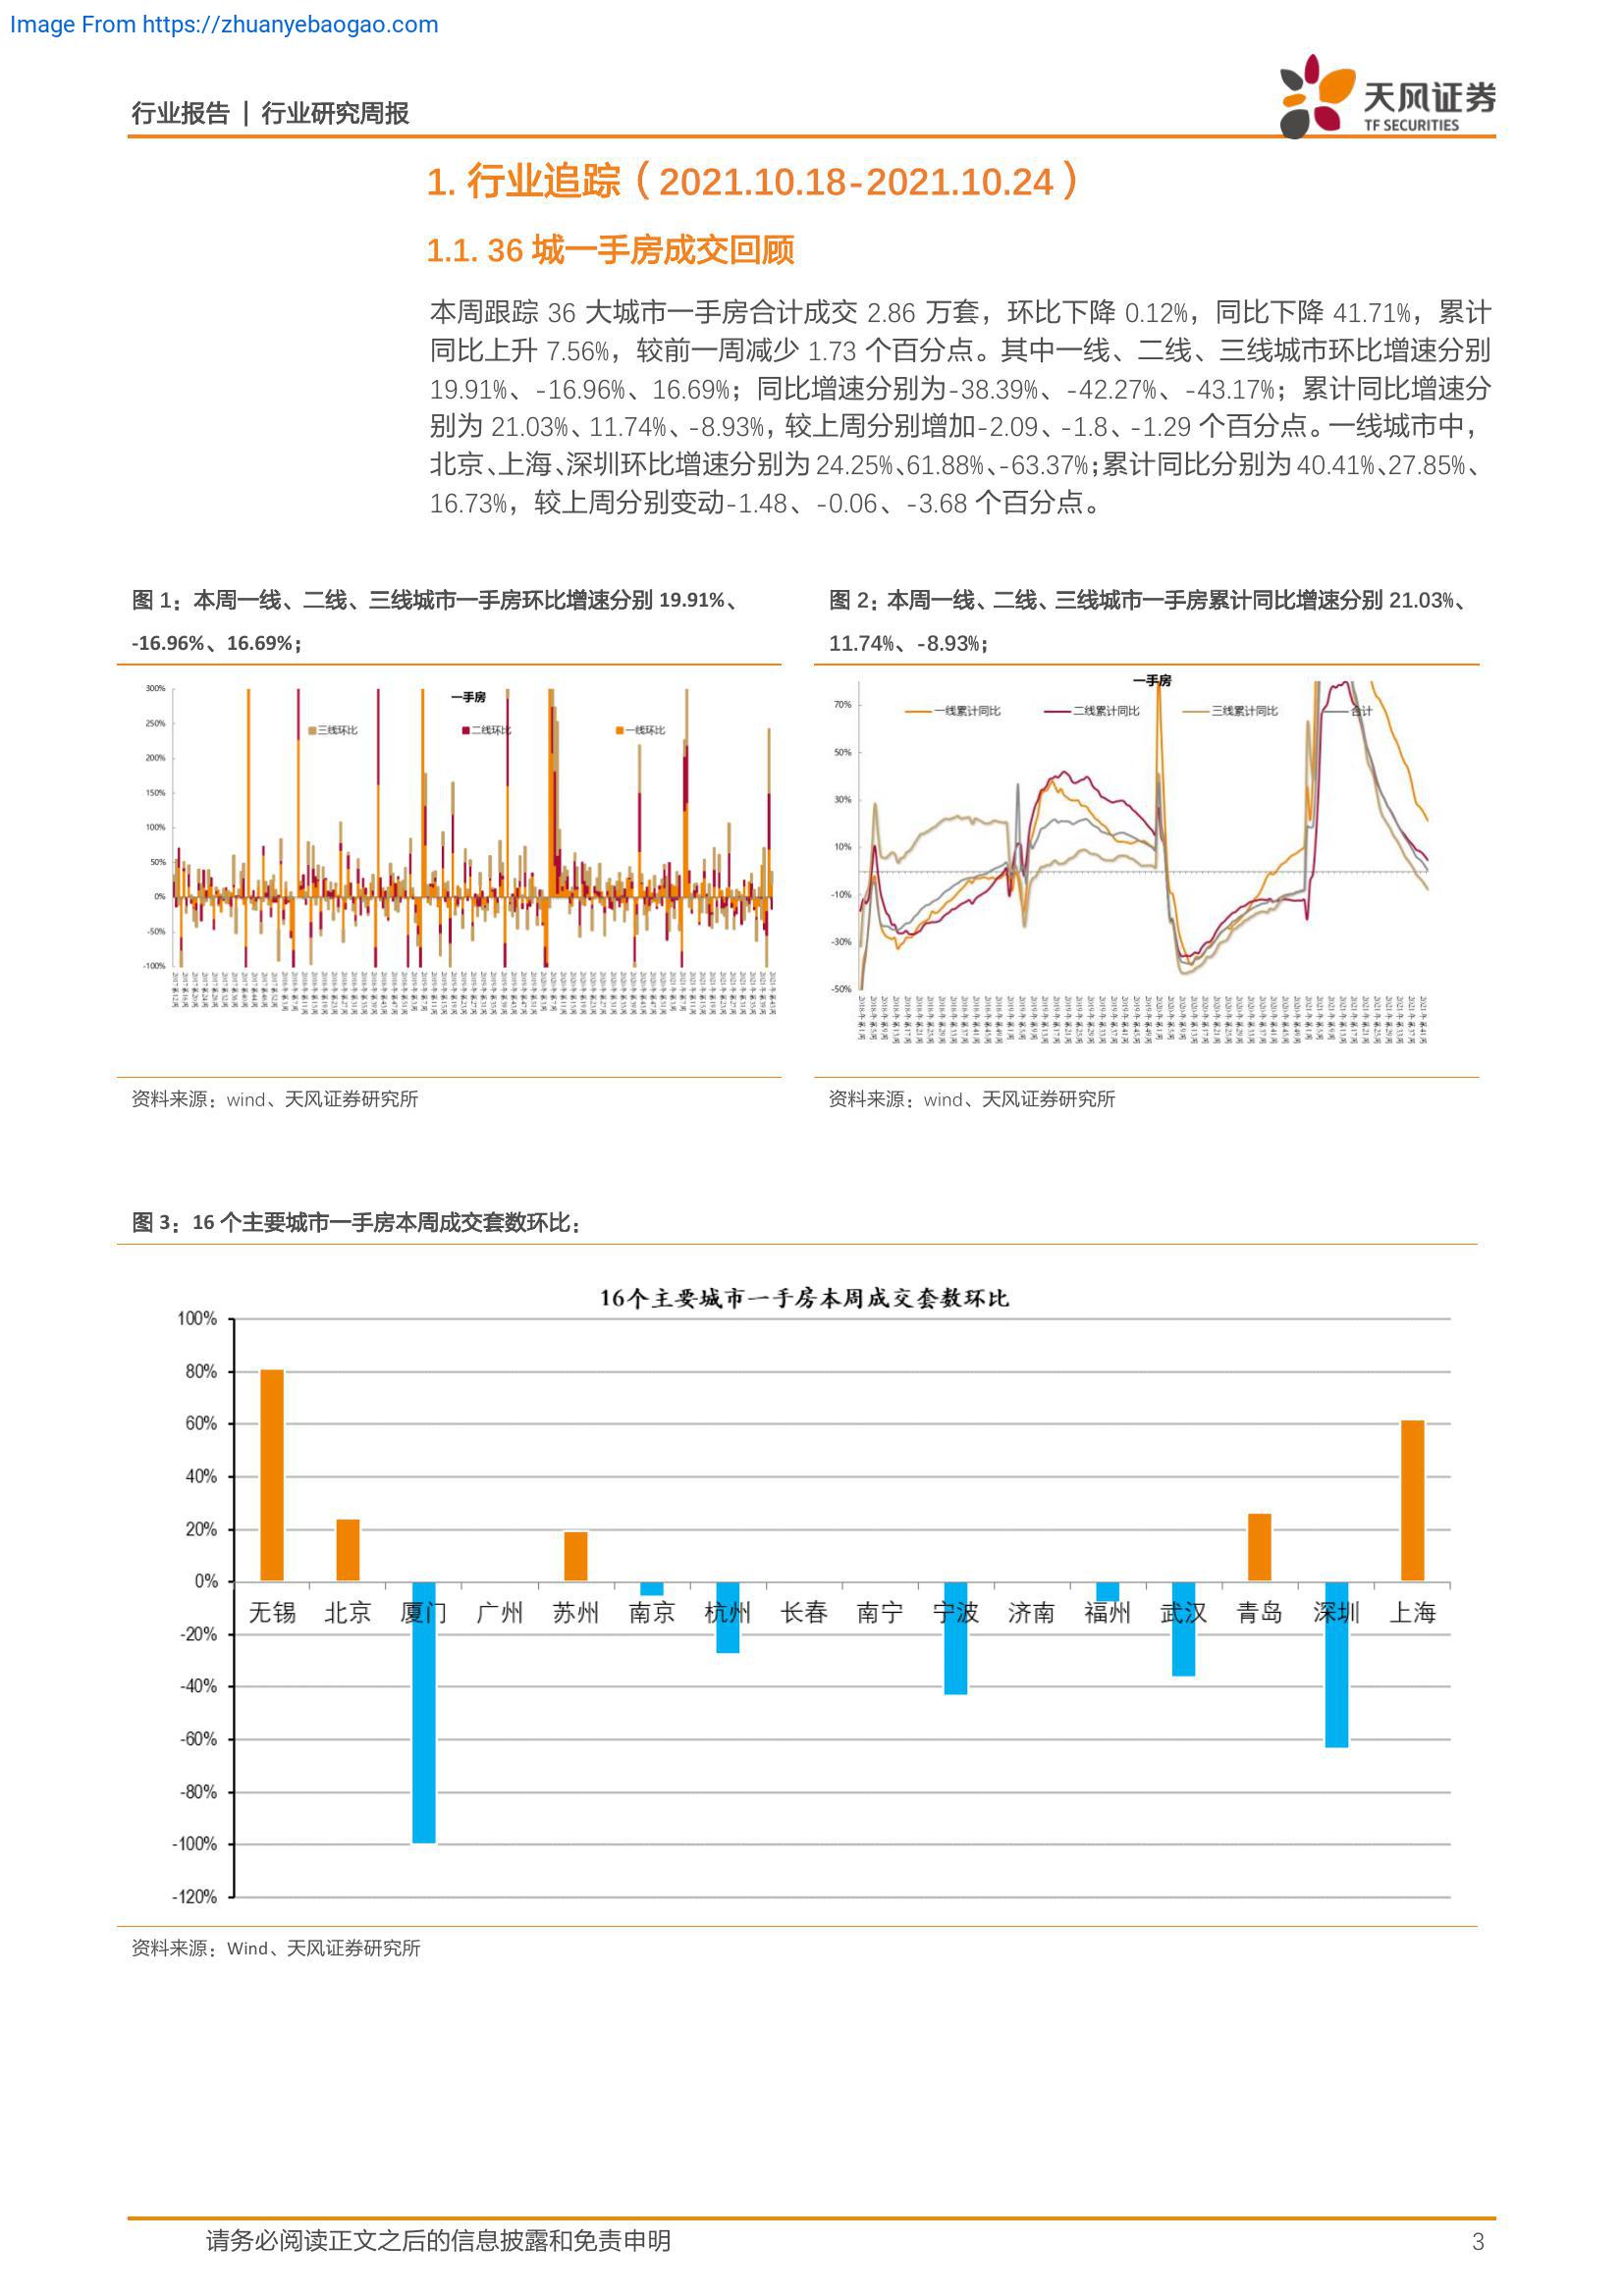 Image From https://zhuanyebaogao.com
行业报告 | 行业研究周报
天风证券
TF SECURITIES
1. 行业追踪（2021.10.18-2021.10.24）
1.1. 36 城一手房成交回顾
本周跟踪 36 大城市一手房合计成交 2.86 万套，环比下降 0.12%，同比下降 41.71%，累计
同比上升 7.56%，较前一周减少 1.73 个百分点。其中一线、二线、三线城市环比增速分别
19.91%、-16.96%、16.69%；同比增速分别为-38.39%、-42.27%、-43.17%；累计同比增速分
别为 21.03%、11.74%、-8.93%，较上周分别增加-2.09、-1.8、-1.29 个百分点。一线城市中，
北京、上海、深圳环比增速分别为 24.25%、61.88%、-63.37%；累计同比分别为 40.41%、27.85%、
16.73%，较上周分别变动-1.48、-0.06、-3.68 个百分点。
图 1：本周一线、二线、三线城市一手房环比增速分别 19.91%、
-16.96%、16.69%；
一手房
三线环比 二线环比 一线环比
300%
250%
200%
150%
100%
50%
0%
-50%
-100%
资料来源：wind、天风证券研究所
图 2：本周一线、二线、三线城市一手房累计同比增速分别 21.03%、
11.74%、-8.93%；
一手房
一线累计同比 二线累计同比 三线累计同比 合计
70%
50%
30%
10%
-10%
-30%
-50%
资料来源：wind、天风证券研究所
图 3：16 个主要城市一手房本周成交套数环比；
16个主要城市一手房本周成交套数环比
100%
80%
60%
40%
20%
0%
无锡 北京 厦门 广州 苏州 南京 杭州 长春 南宁 宁波 济南 福州 武汉 青岛 深圳 上海
-20%
-40%
-60%
-80%
-100%
-120%
资料来源：Wind、天风证券研究所
请务必阅读正文之后的信息披露和免责申明 3